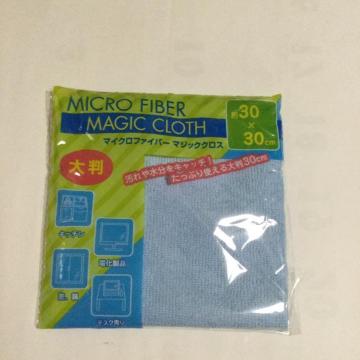 MICRO FIBER
MAGIC CLOTH
マイクロファイバー マジッククロス
約30
×
30cm
大判
汚れや水分をキャッチ！
たっぷり使える大判30cm
キッチン
電化製品
窓、鏡
デスク周り